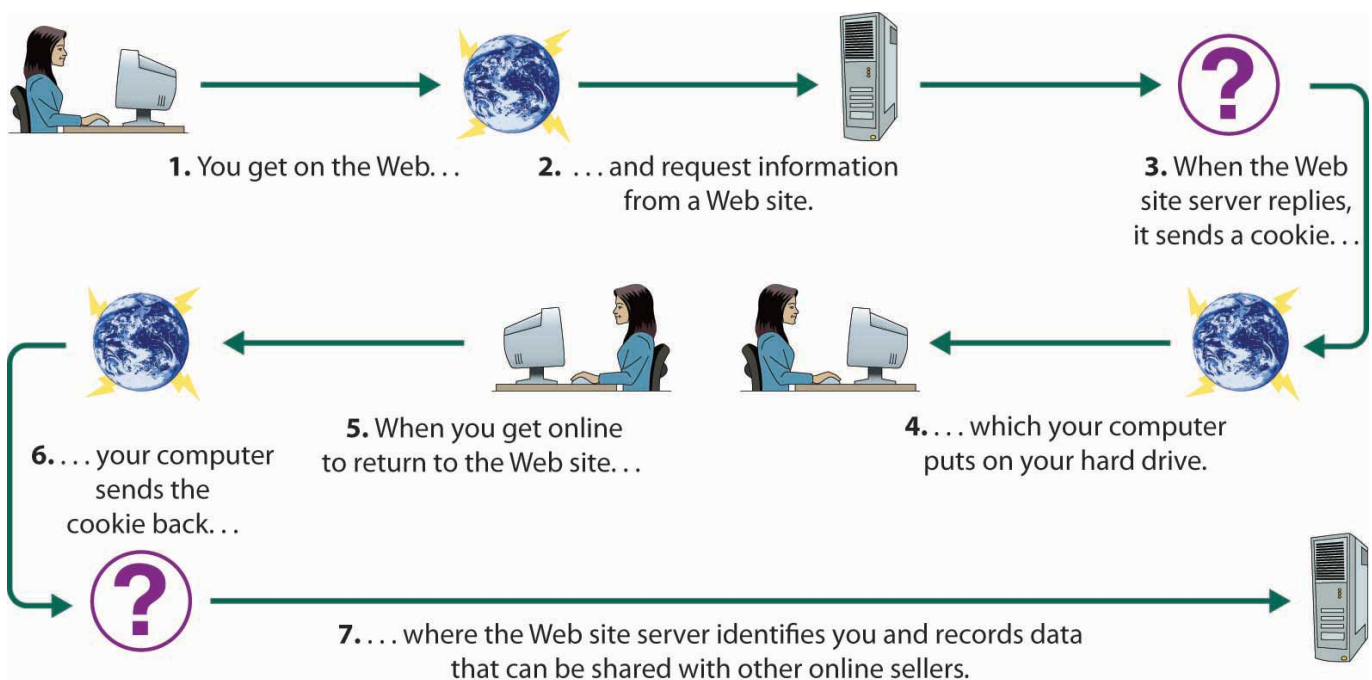 1. You get on the Web. . .
2. . . . and request information
from a Web site.
3. When the Web
site server replies,
it sends a cookie. . .
4. . . . which your computer
puts on your hard drive.
5. When you get online
to return to the Web site. . .
6. . . . your computer
sends the
cookie back. . .
?
?
7. . . . where the Web site server identifies you and records data
that can be shared with other online sellers.